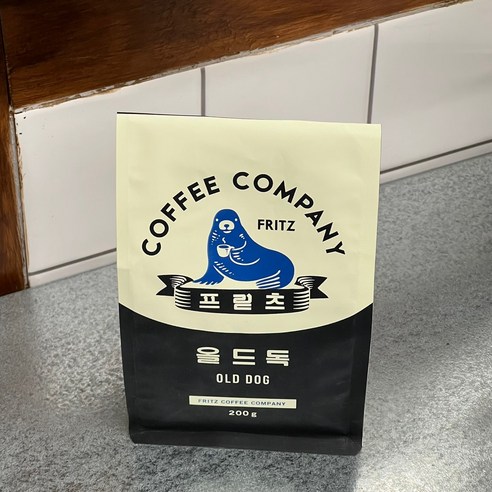 COFFEE COMPANY
FRITZ
프릳츠
올드독
OLD DOG
FRITZ COFFEE COMPANY
200g